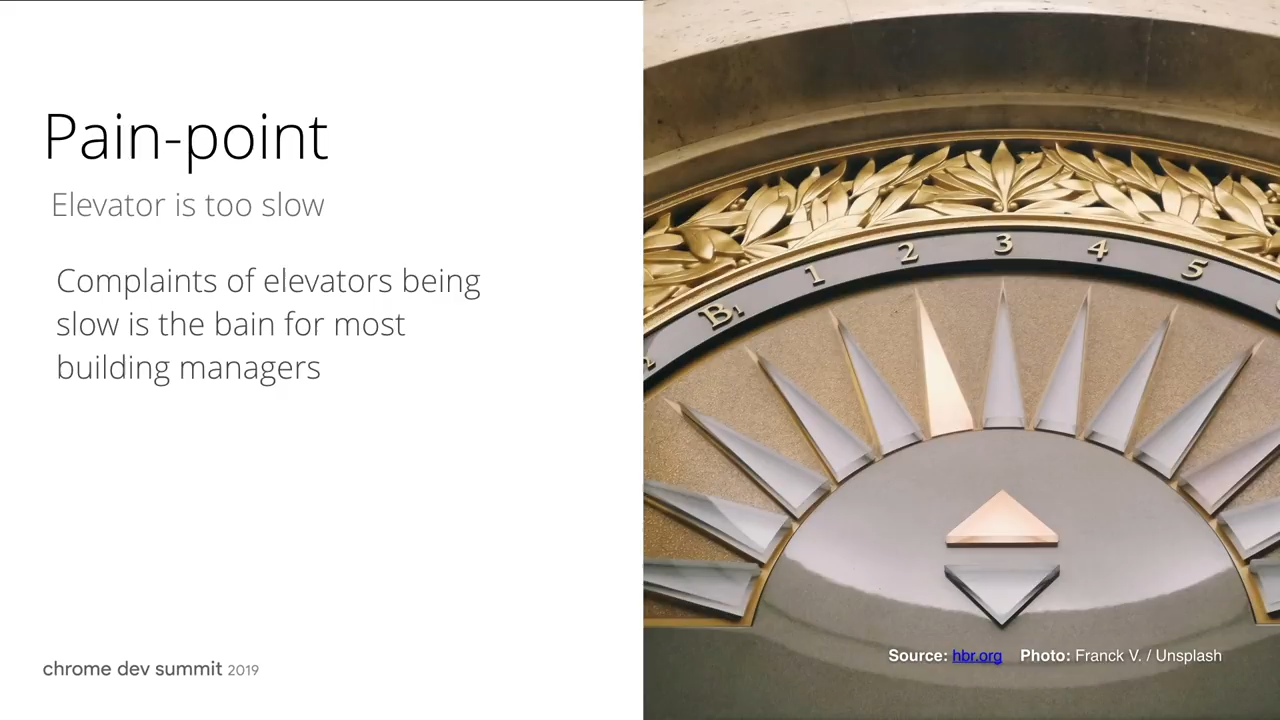 Pain-point
Elevator is too slow
Complaints of elevators being
slow is the bain for most
building managers
chrome dev summit 2019
B1 1 2 3 4 5
Source: hbr.org Photo: Franck V. / Unsplash